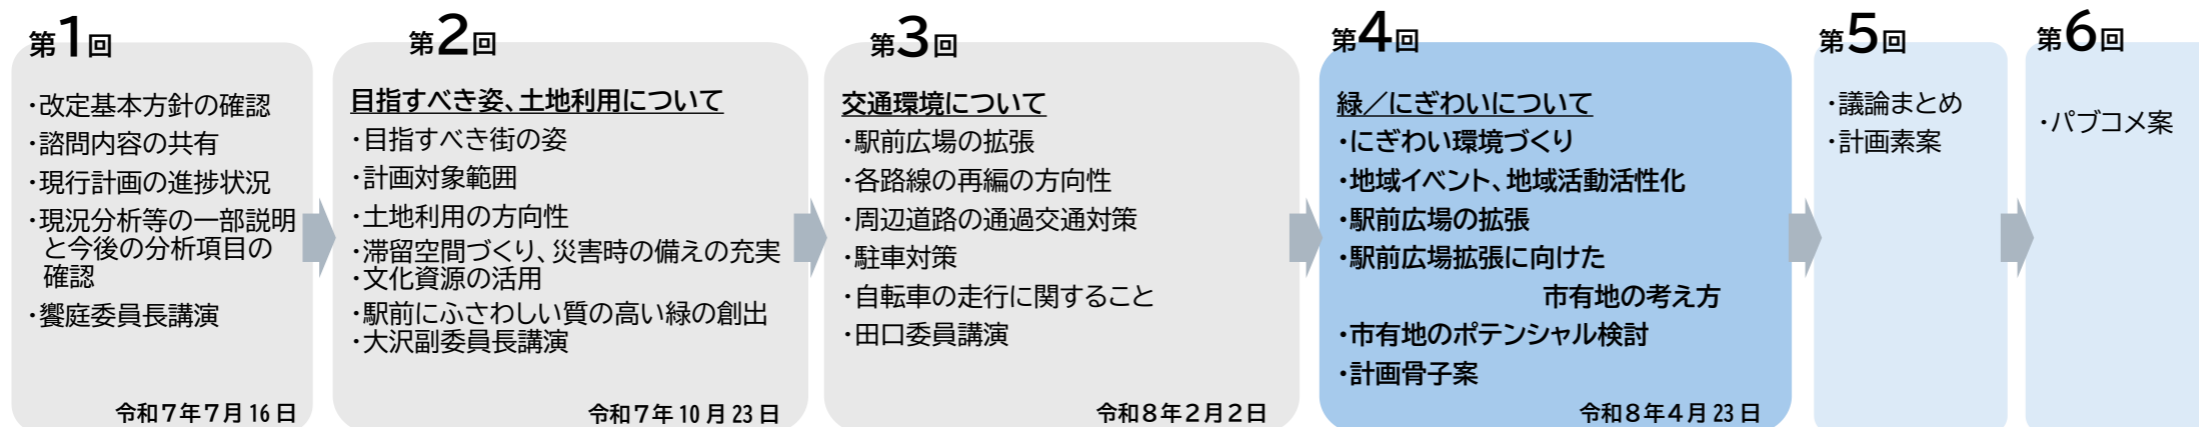 第1回
・改定基本方針の確認
・諮問内容の共有
・現行計画の進捗状況
・現況分析等の一部説明
と今後の分析項目の
確認
・饗庭委員長講演
令和7年7月16日
第2回
目指すべき姿、土地利用について
・目指すべき街の姿
・計画対象範囲
・土地利用の方向性
・滞留空間づくり、災害時の備えの充実
・文化資源の活用
・駅前にふさわしい質の高い緑の創出
・大沢副委員長講演
令和7年10月23日
第3回
交通環境について
・駅前広場の拡張
・各路線の再編の方向性
・周辺道路の通過交通対策
・駐車対策
・自転車の走行に関すること
・田口委員講演
令和8年2月2日
第4回
緑／にぎわいについて
・にぎわい環境づくり
・地域イベント、地域活動活性化
・駅前広場の拡張
・駅前広場拡張に向けた
市有地の考え方
・市有地のポテンシャル検討
・計画骨子案
令和8年4月23日
第5回
・議論まとめ
・計画素案
第6回
・パブコメ案